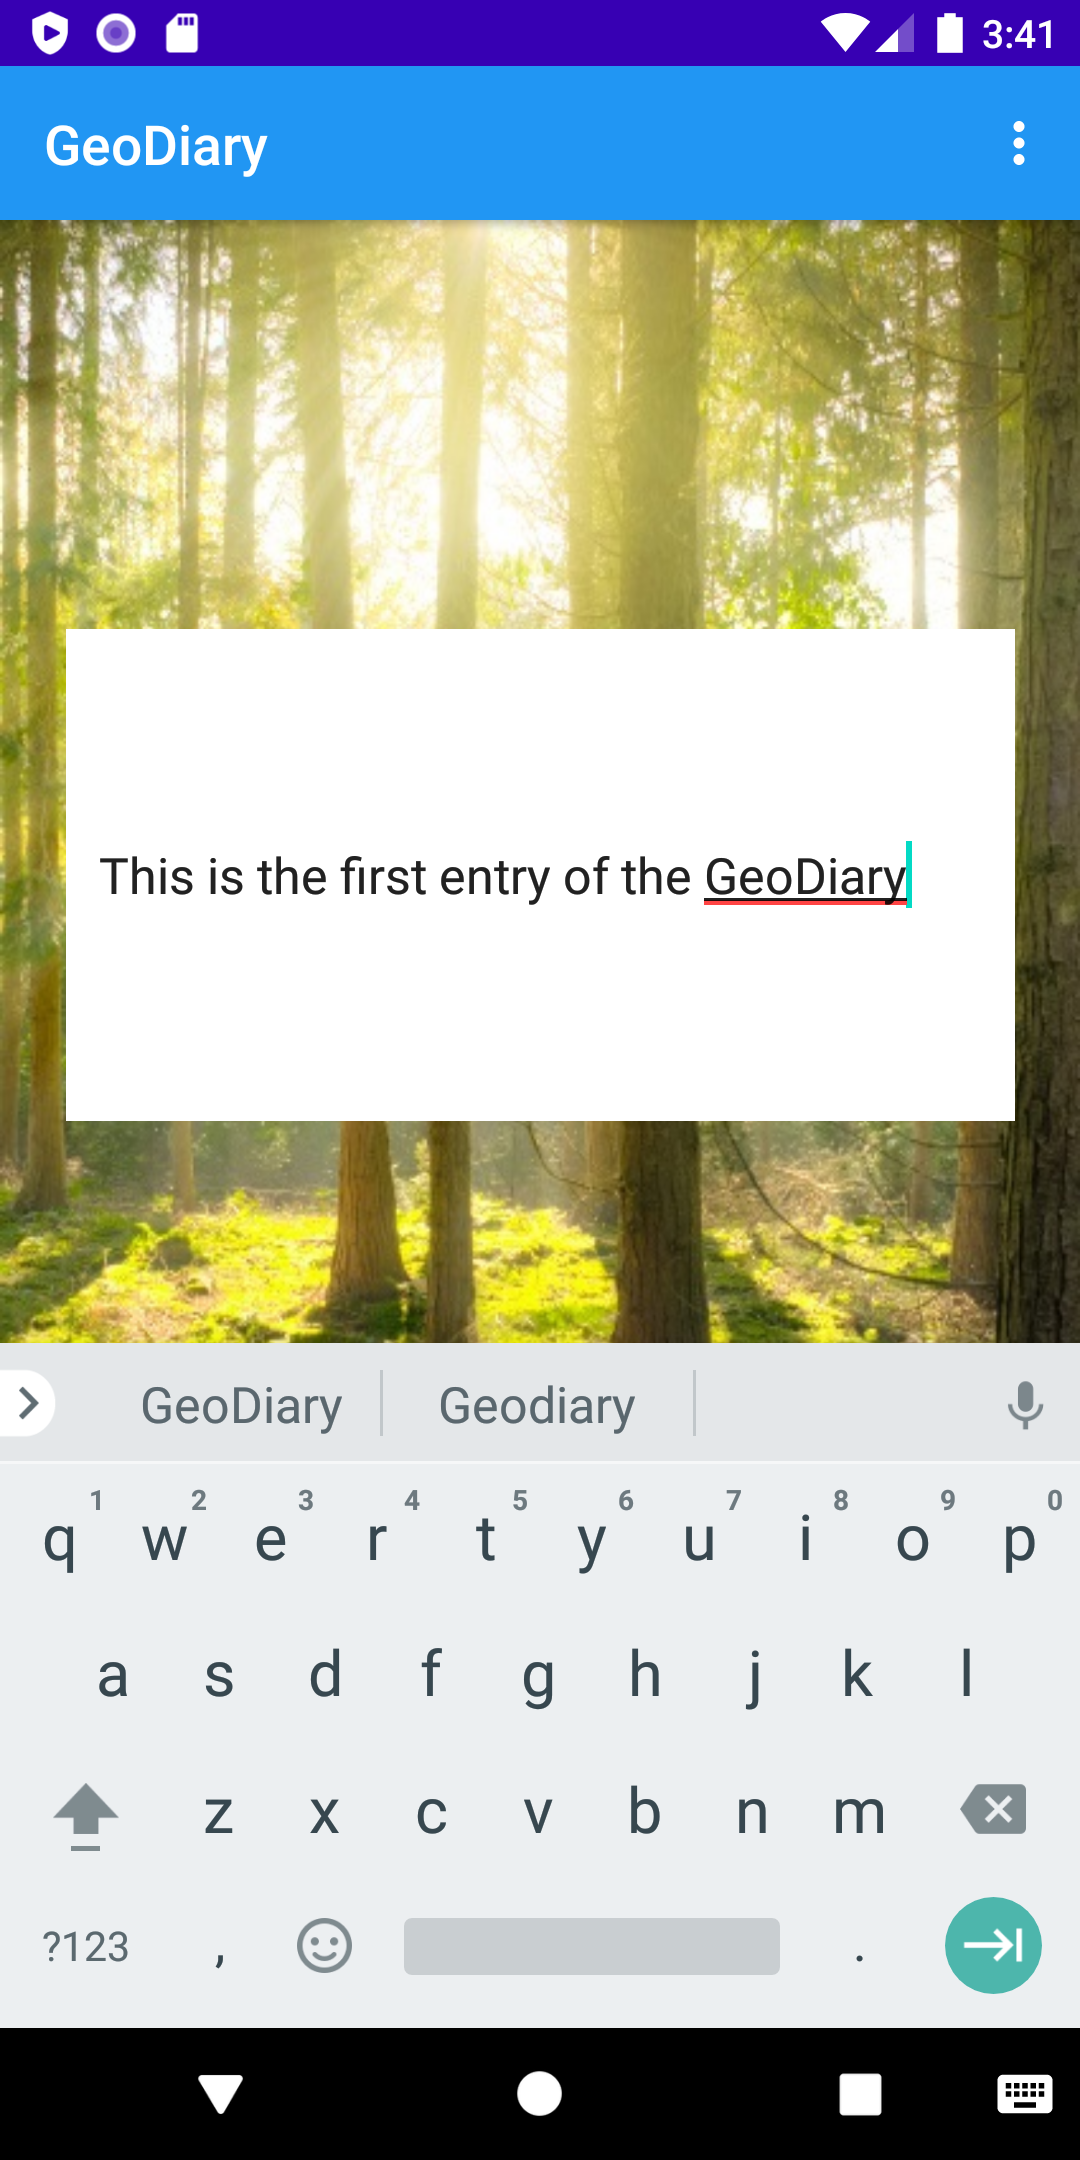 3:41
GeoDiary
This is the first entry of the GeoDiary
GeoDiary Geodiary
1 2 3 4 5 6 7 8 9 0
q w e r t y u i o p
a s d f g h j k l
z x c v b n m
?123 , .